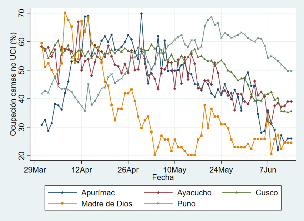 Ocupación camas no UCI (%)
70
60
50
40
30
20
29Mar 12Apr 26Apr 10May 24May 7Jun
Fecha
Apurímac Ayacucho Cusco
Madre de Dios Puno